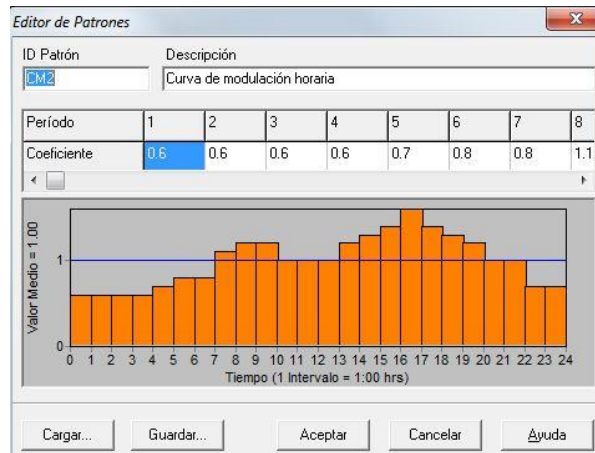 Editor de Patrones
ID Patrón Descripción
CM2 Curva de modulación horaria
Período 1 2 3 4 5 6 7 8
Coeficiente 0.6 0.6 0.6 0.6 0.7 0.8 0.8 1.1
Valor Medio = 1.00
1
0
0 1 2 3 4 5 6 7 8 9 10 11 12 13 14 15 16 17 18 19 20 21 22 23 24
Tiempo (1 Intervalo = 1:00 hrs)
Cargar... Guardar... Aceptar Cancelar Ayuda